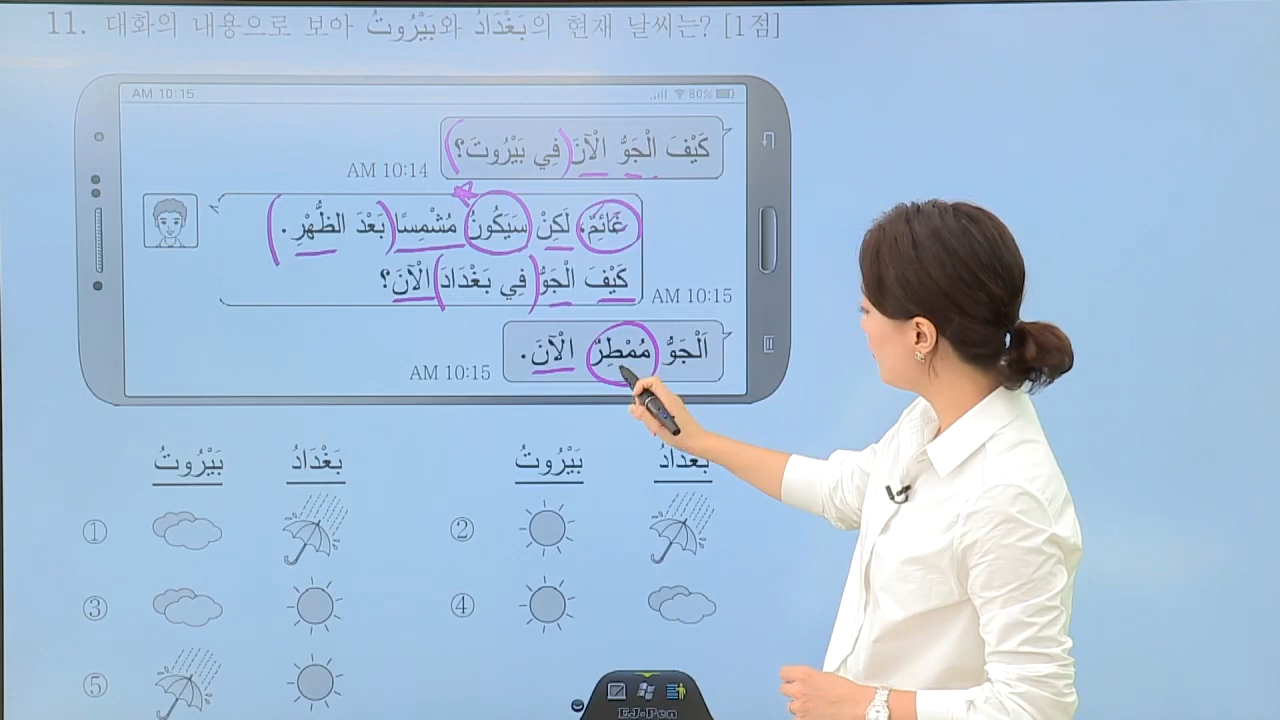 11. 대화의 내용으로 보아 بَيْرُوتُ와 بَغْدَادُ의 현재 날씨는? [1점]
AM 10:15 80%
كَيْفَ الْجَوُّ الْآنَ فِي بَيْرُوتَ؟
AM 10:14
غَائِمٌ، لَكِنْ سَيَكُونُ مُشْمِسًا بَعْدَ الظُّهْرِ.
كَيْفَ الْجَوُّ فِي بَغْدَادَ الْآنَ؟
AM 10:15
اَلْجَوُّ مُمْطِرٌ الْآنَ.
AM 10:15
بَيْرُوتُ بَغْدَادُ بَيْرُوتُ بَغْدَادُ
① ②
③ ④
⑤
EJ-Pen